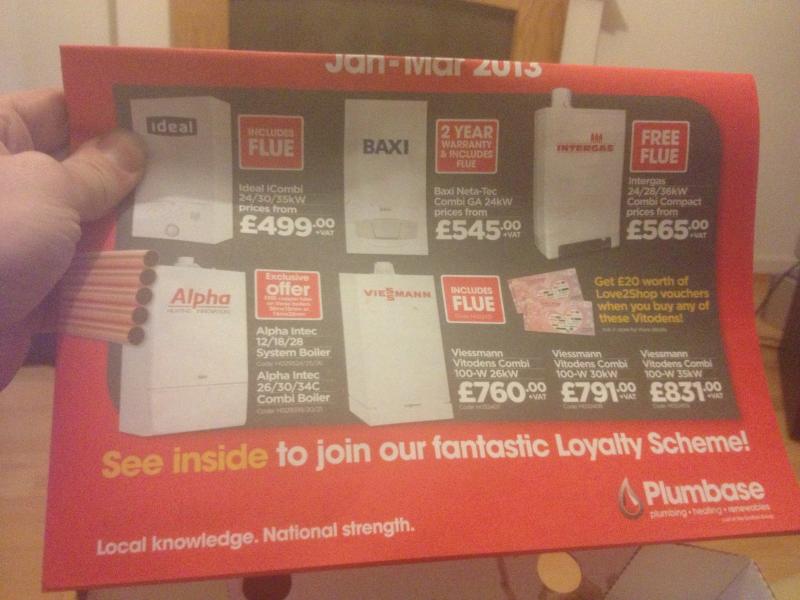 Jan-Mar 2013
ideal
INCLUDES
FLUE
Ideal iCombi
24/30/35kW
prices from
£499.00
+VAT
BAXI
2 YEAR
WARRANTY
& INCLUDES
FLUE
Baxi Neta-Tec
Combi GA 24kW
prices from
£545.00
+VAT
INTERGAS
FREE
FLUE
Intergas
24/28/36kW
Combi Compact
prices from
£565.00
+VAT
Alpha
HEATING INNOVATION
Exclusive
offer
Alpha Intec
12/18/28
System Boiler
Alpha Intec
26/30/34C
Combi Boiler
VIESSMANN
INCLUDES
FLUE
Get £20 worth of
Love2Shop vouchers
when you buy any of
these Vitodens!
Viessmann
Vitodens Combi
100-W 26kW
£760.00
+VAT
Viessmann
Vitodens Combi
100-W 30kW
£791.00
+VAT
Viessmann
Vitodens Combi
100-W 35kW
£831.00
+VAT
See inside to join our fantastic Loyalty Scheme!
Plumbase
plumbing • heating • renewables
Local knowledge. National strength.